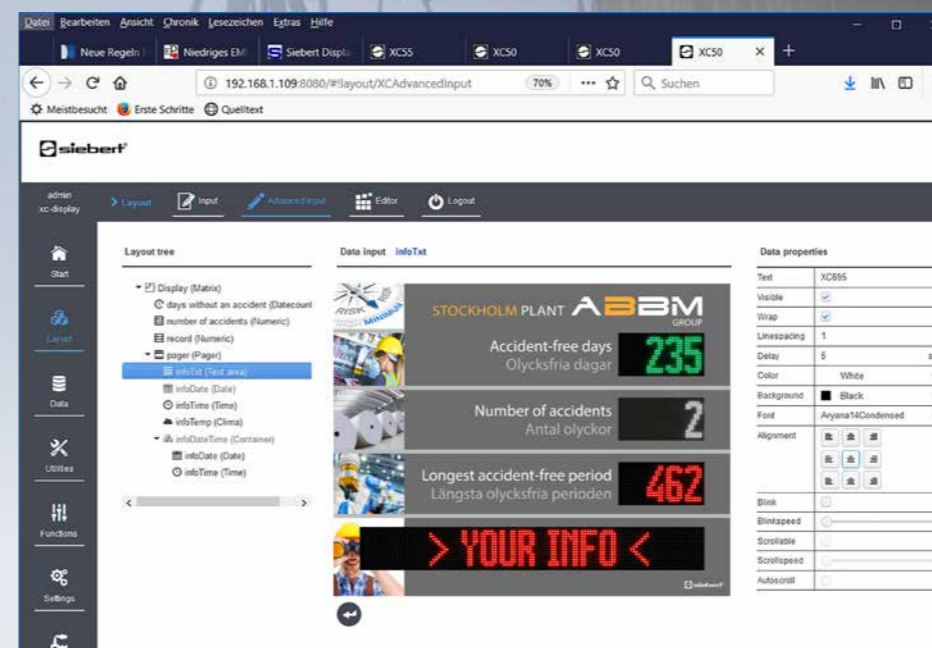 Datei Bearbeiten Ansicht Chronik Lesezeichen Extras Hilfe
Neue Regeln Niedriges EM Siebert Displa XC55 XC50 XC50 XC50
192.168.1.109:8080/#!layout/XCAdvancedInput 70% Suchen
Meistbesucht Erste Schritte Quelltext
siebert
admin
xc-display
Layout Input Advanced Input Editor Logout
Start
Layout
Data
Utilities
Functions
Settings
Layout tree
Display (Matrix)
days without an accident (Datecount
number of accidents (Numeric)
record (Numeric)
pager (Pager)
infoTxt (Text area)
infoDate (Date)
infoTime (Time)
infoTemp (Clima)
infoDateTime (Container)
infoDate (Date)
infoTime (Time)
Data input infoTxt
RISK
MINIMUM
STOCKHOLM PLANT ABBM
GROUP
Accident-free days
Olycksfria dagar
235
Number of accidents
Antal olyckor
2
Longest accident-free period
Längsta olycksfria perioden
462
> YOUR INFO <
siebert
Data properties
Text XC695
Visible
Wrap
Linespacing 1
Delay 5 s
Color White
Background Black
Font Aryana14Condensed
Alignment
Blink
Blinkspeed
Scrollable
Scrollspeed
Autoscroll